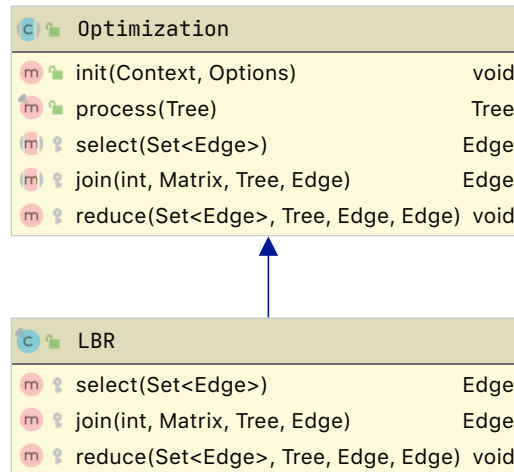 C Optimization
m init(Context, Options) void
m process(Tree) Tree
m select(Set<Edge>) Edge
m join(int, Matrix, Tree, Edge) Edge
m reduce(Set<Edge>, Tree, Edge, Edge) void
C LBR
m select(Set<Edge>) Edge
m join(int, Matrix, Tree, Edge) Edge
m reduce(Set<Edge>, Tree, Edge, Edge) void